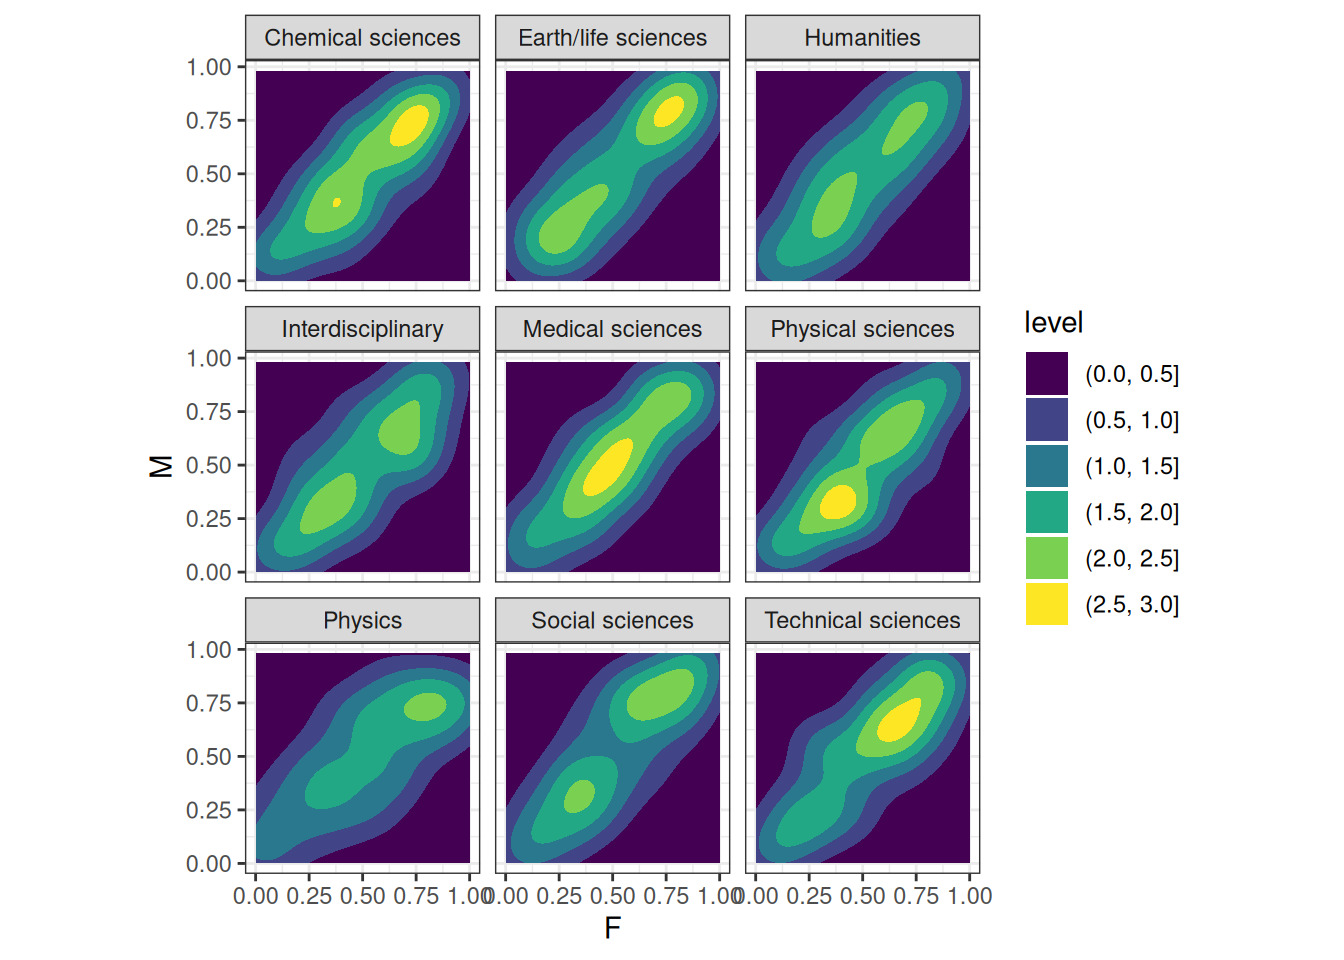 Chemical sciences
Earth/life sciences
Humanities
1.00
0.75
0.50
0.25
0.00
Interdisciplinary
Medical sciences
Physical sciences
1.00
0.75
0.50
0.25
0.00
M
Physics
Social sciences
Technical sciences
1.00
0.75
0.50
0.25
0.00
0.00 0.25 0.50 0.75 1.00
0.00 0.25 0.50 0.75 1.00
0.00 0.25 0.50 0.75 1.00
F
level
(0.0, 0.5]
(0.5, 1.0]
(1.0, 1.5]
(1.5, 2.0]
(2.0, 2.5]
(2.5, 3.0]